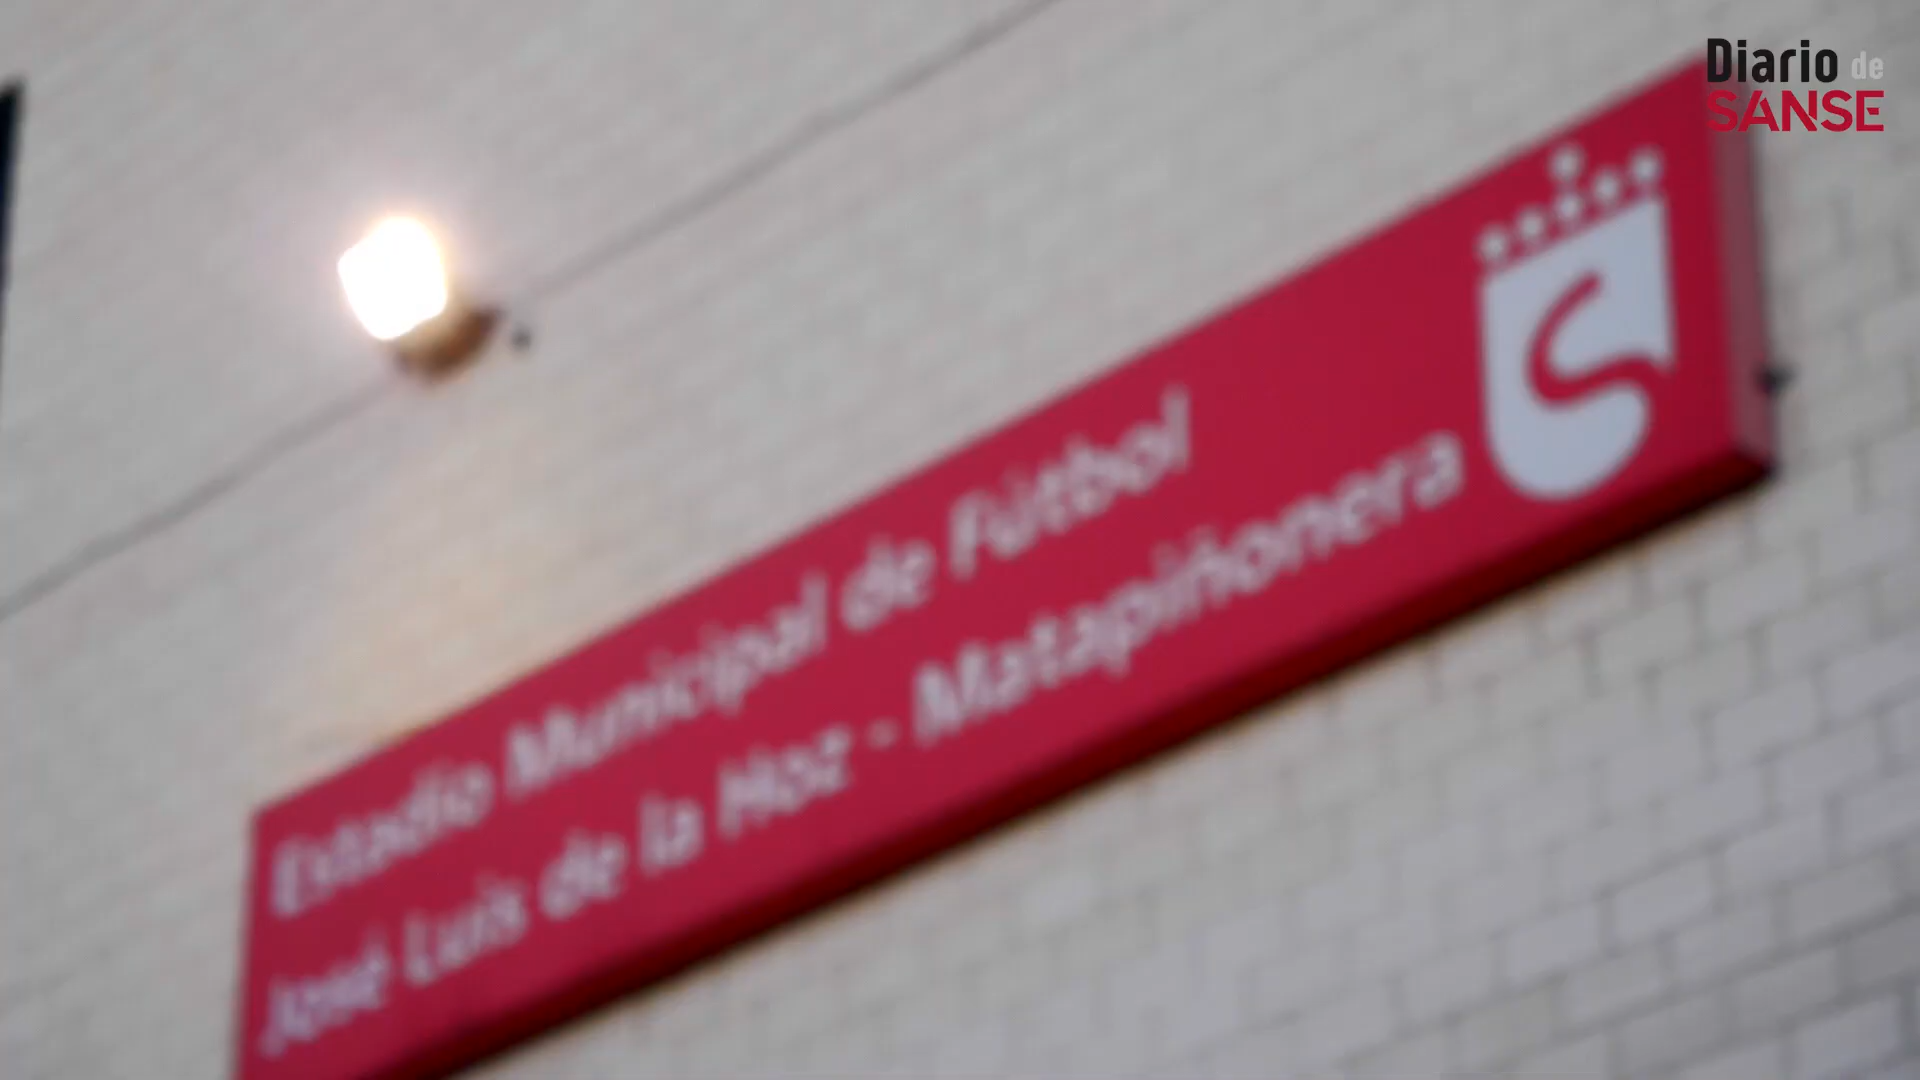 Diario de
SANSE
Estadio Municipal de Fútbol
José Luis de la Hoz - Matapiñonera